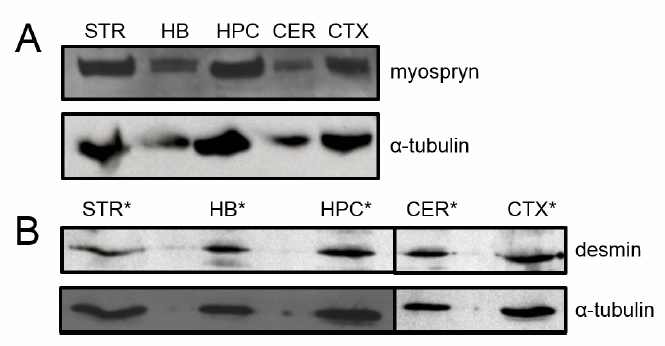 A
STR HB HPC CER CTX
myospryn
α-tubulin
B
STR* HB* HPC* CER* CTX*
desmin
α-tubulin